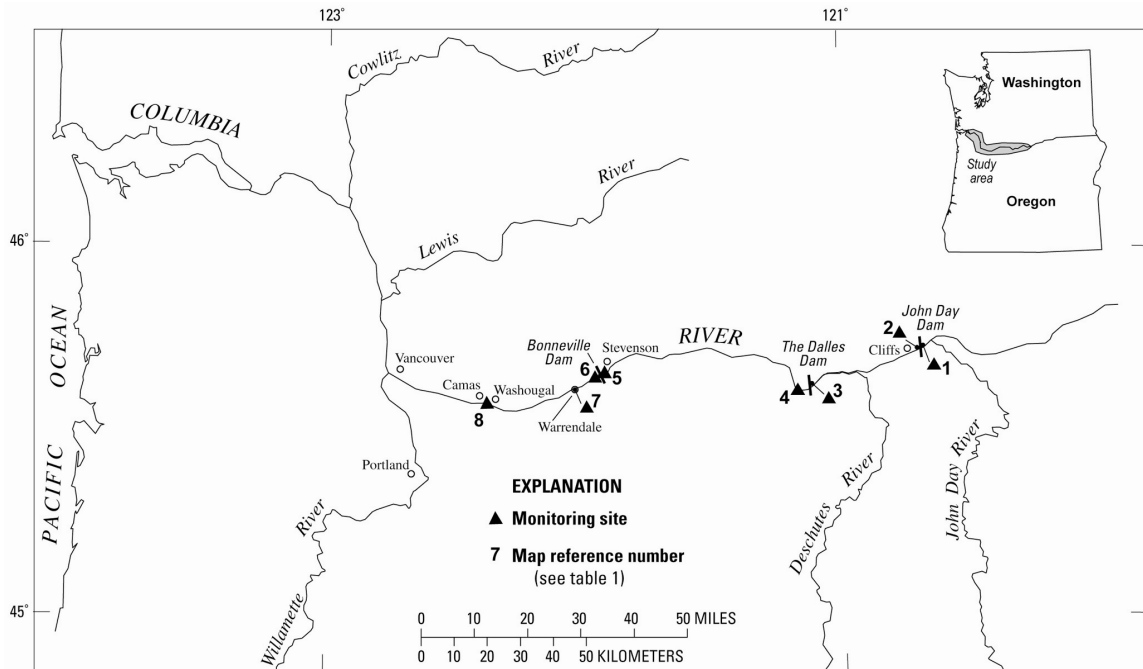 123°
121°
Cowlitz River
COLUMBIA
Washington
Study
area
Oregon
River
Lewis
46°
PACIFIC OCEAN
John Day
Dam
2
Cliffs
1
RIVER
Bonneville
Dam
Stevenson
The Dalles
Dam
Vancouver
6
5
4
3
Camas
Washougal
8
7
Warrendale
Portland
River
Willamette
Deschutes River
John Day River
EXPLANATION
Monitoring site
7 Map reference number
(see table 1)
45°
0 10 20 30 40 50 MILES
0 10 20 30 40 50 KILOMETERS